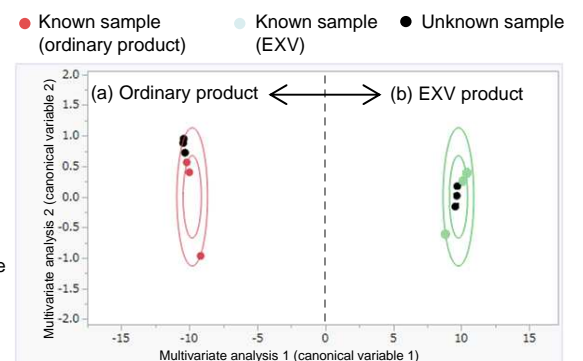 Known sample
(ordinary product)
Known sample
(EXV)
Unknown sample
(a) Ordinary product
(b) EXV product
Multivariate analysis 2 (canonical variable 2)
2.0
1.5
1.0
0.5
0.0
-0.5
-1.0
-1.5
-2.0
-15
-10
-5
0
5
10
15
Multivariate analysis 1 (canonical variable 1)